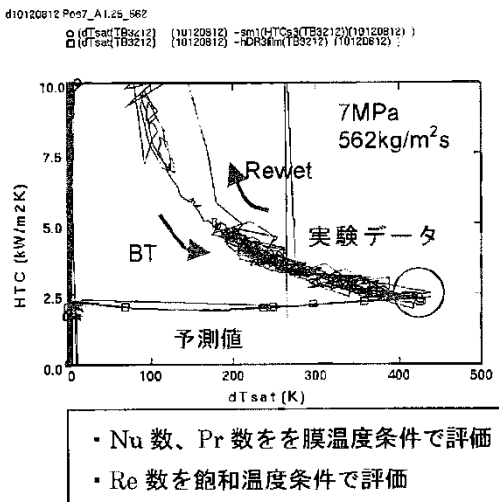 d10120812 Pos7_A1.25_562
(dTsat(TB3212) (10120812) -sm1(HTCs3(TB3212))(10120812) )
(dTsat(TB3212) (10120812) -hDR3film(TB3212) (10120812) )
10.0
7MPa
562kg/m²s
7.5
Rewet
5.0
実験データ
BT
HTC (kW/m2K)
2.5
予測値
0.0
0 100 200 300 400 500
dTsat(K)
・Nu 数、Pr 数をを膜温度条件で評価
・Re 数を飽和温度条件で評価